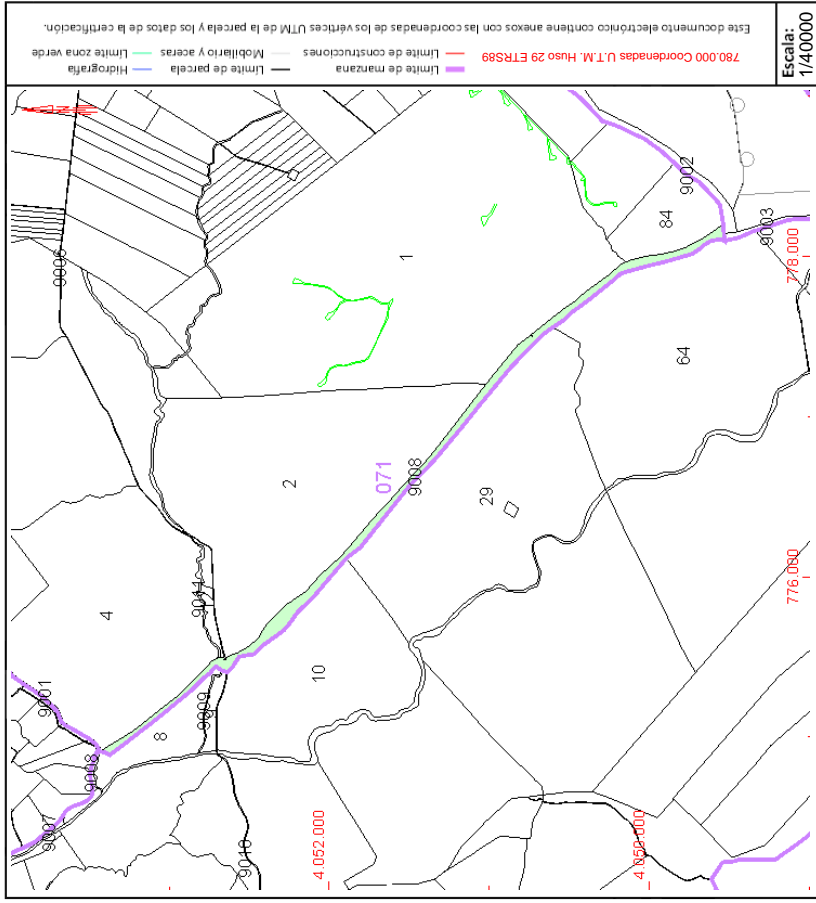 Este documento electrónico contiene anexos con las coordenadas de los vértices UTM de la parcela y los datos de la certificación.
780.000 Coordenadas U.T.M. Huso 29 ETRS89
Límite de manzana
Límite de construcciones
Límite de parcela
Mobiliario y aceras
Hidrografía
Límite zona verde
Escala:
1/40000
9006
1
84
9002
9003
778.000
64
2
071
9008
29
4
9011
776.000
10
9001
8
9009
9008
9010
4.052.000
4.050.000